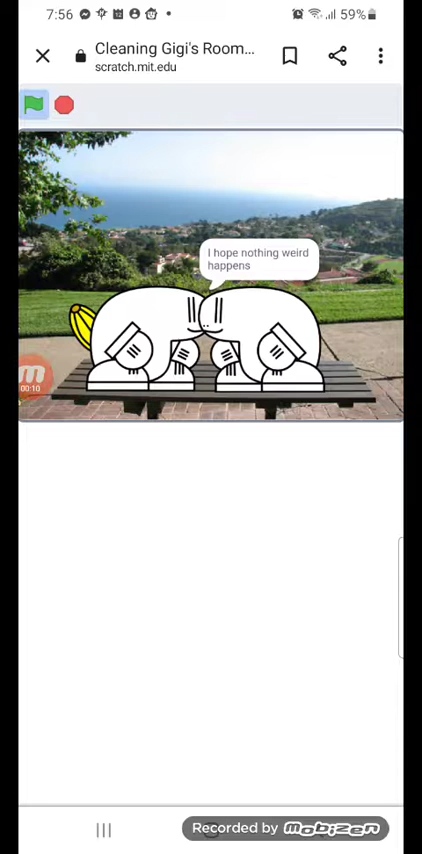 7:56
59%
Cleaning Gigi's Room...
scratch.mit.edu
I hope nothing weird
happens
00:10
Recorded by mobizen